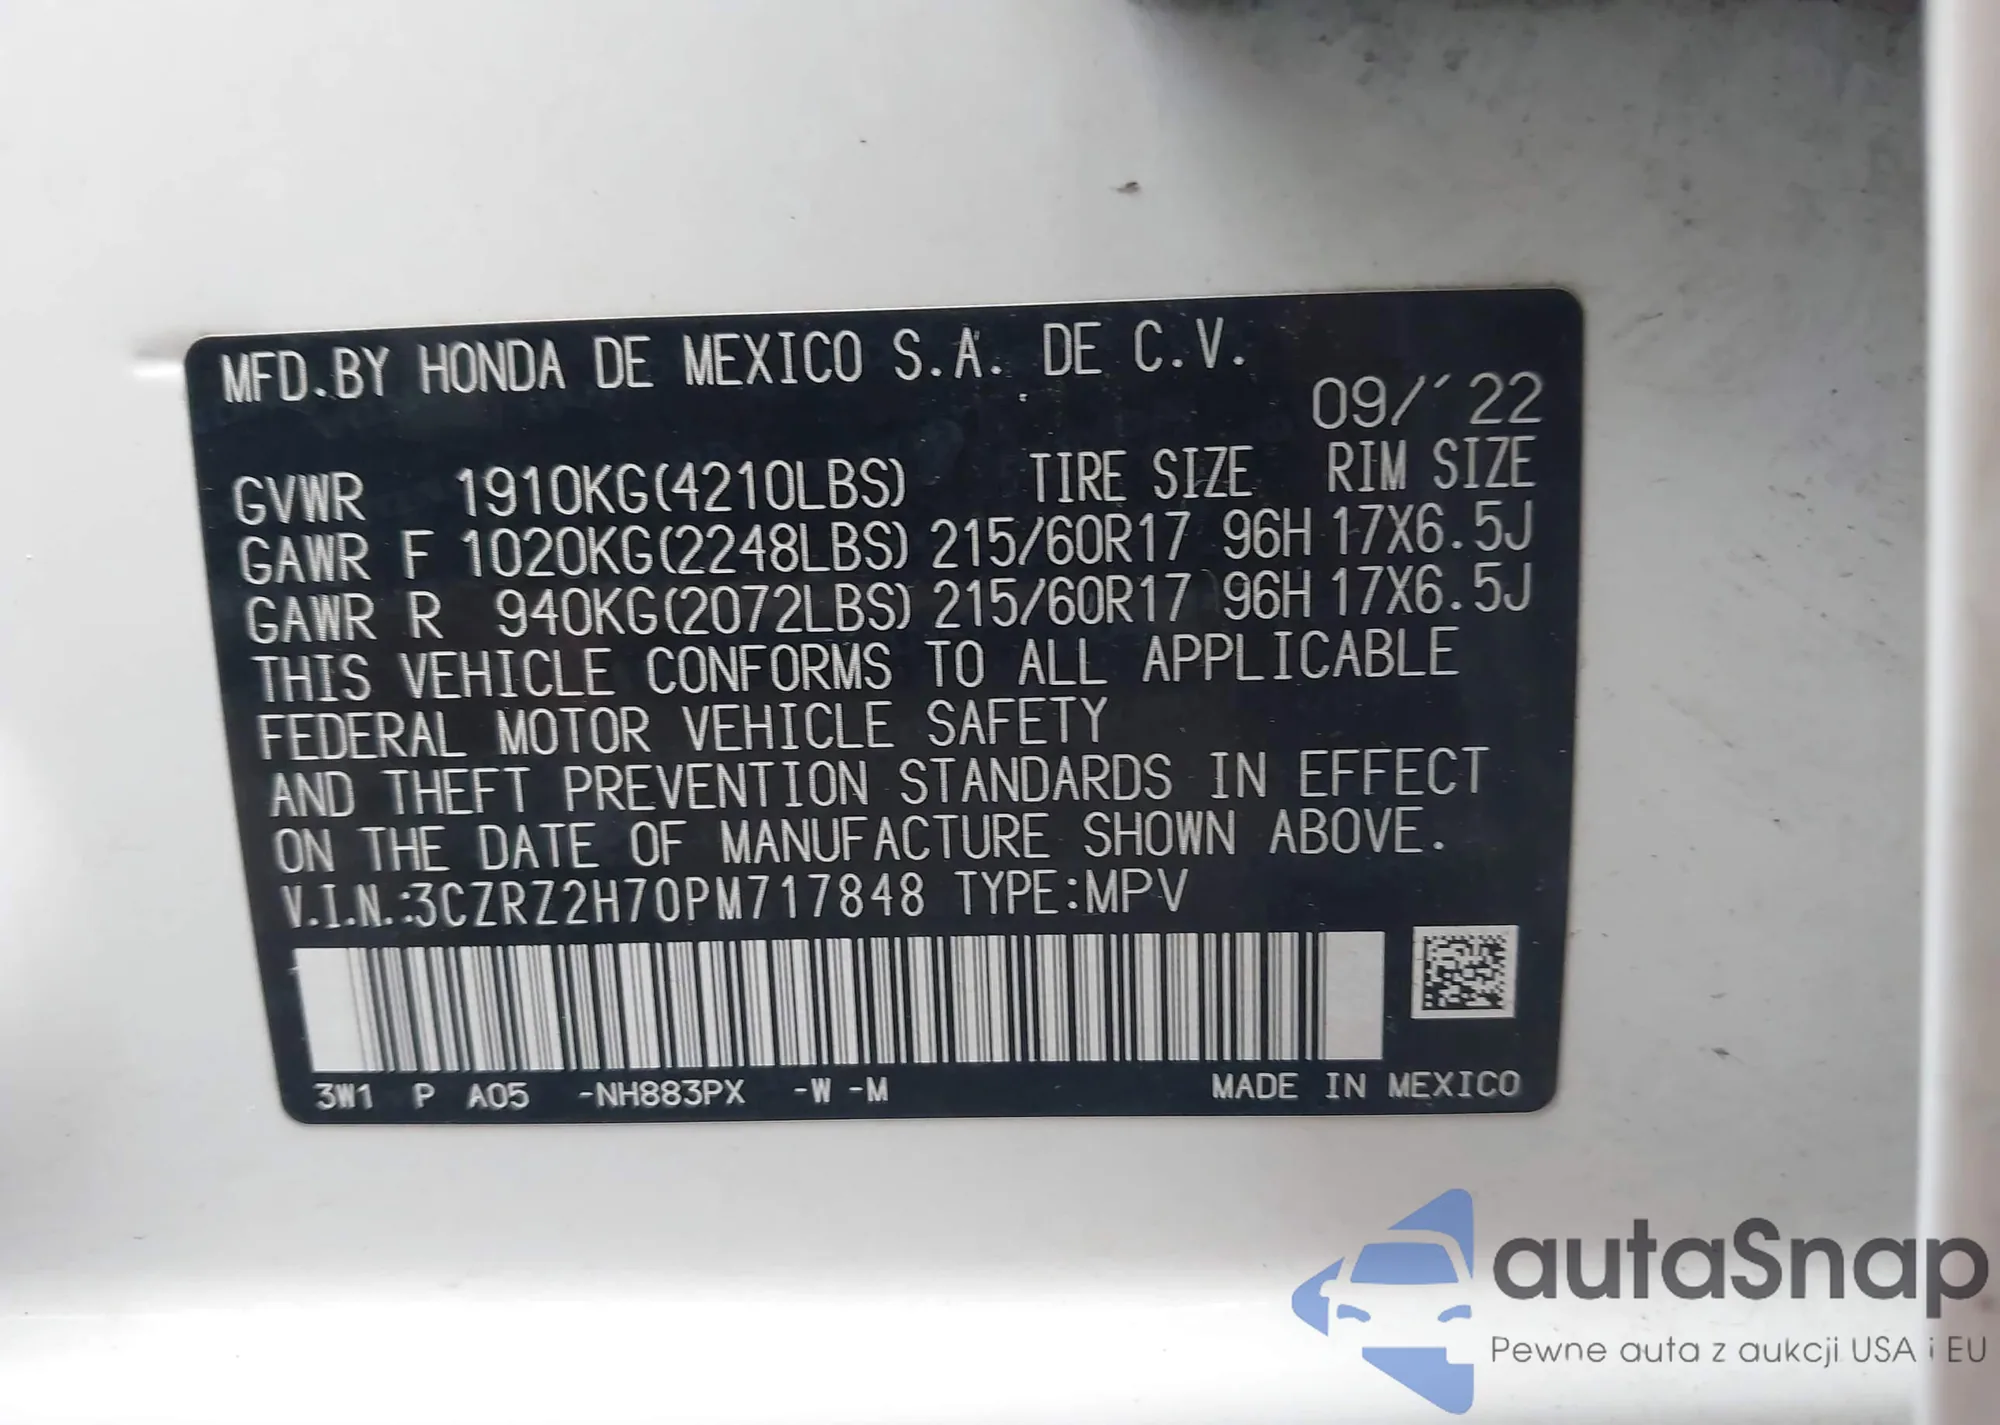 MFD.BY HONDA DE MEXICO S.A. DE C.V.
09/´22
GVWR 1910KG(4210LBS) TIRE SIZE RIM SIZE
GAWR F 1020KG(2248LBS) 215/60R17 96H 17X6.5J
GAWR R 940KG(2072LBS) 215/60R17 96H 17X6.5J
THIS VEHICLE CONFORMS TO ALL APPLICABLE
FEDERAL MOTOR VEHICLE SAFETY
AND THEFT PREVENTION STANDARDS IN EFFECT
ON THE DATE OF MANUFACTURE SHOWN ABOVE.
V.I.N.:3CZRZ2H70PM717848 TYPE:MPV
3W1 P A05 -NH883PX -W -M MADE IN MEXICO
autaSnap
Pewne auta z aukcji USA i EU